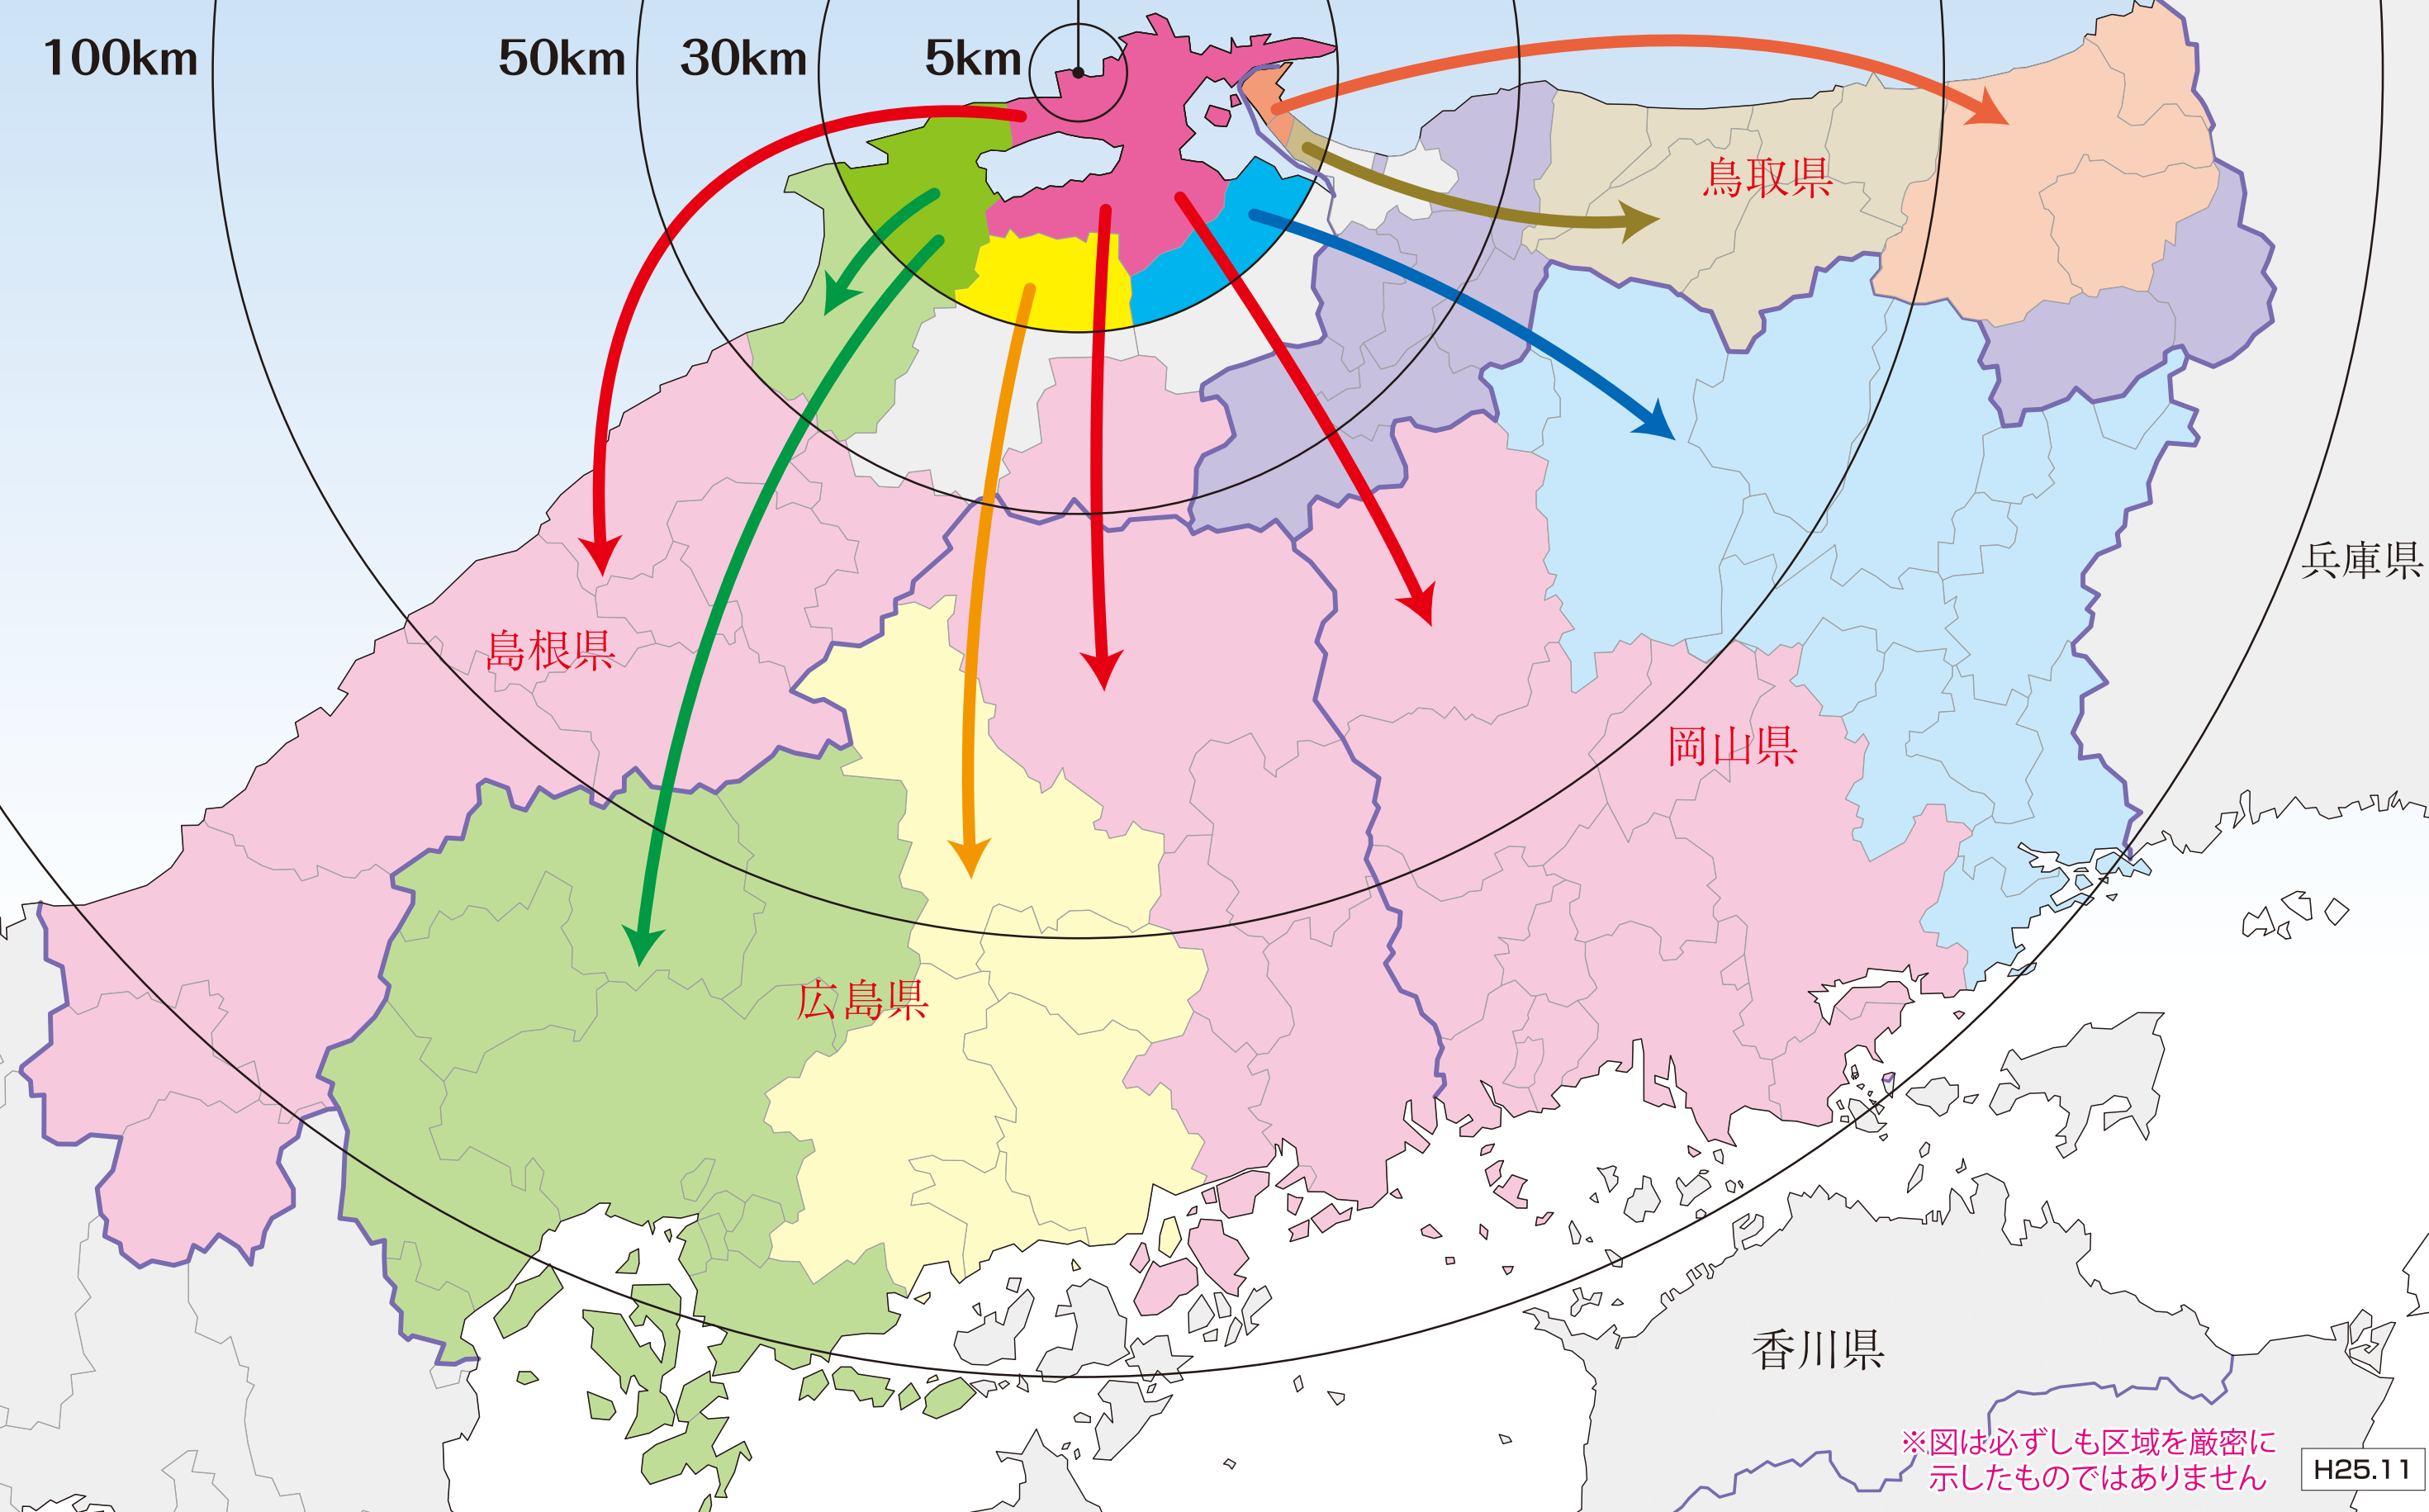 100km 50km 30km 5km
鳥取県
兵庫県
島根県
岡山県
広島県
香川県
※図は必ずしも区域を厳密に
示したものではありません
H25.11